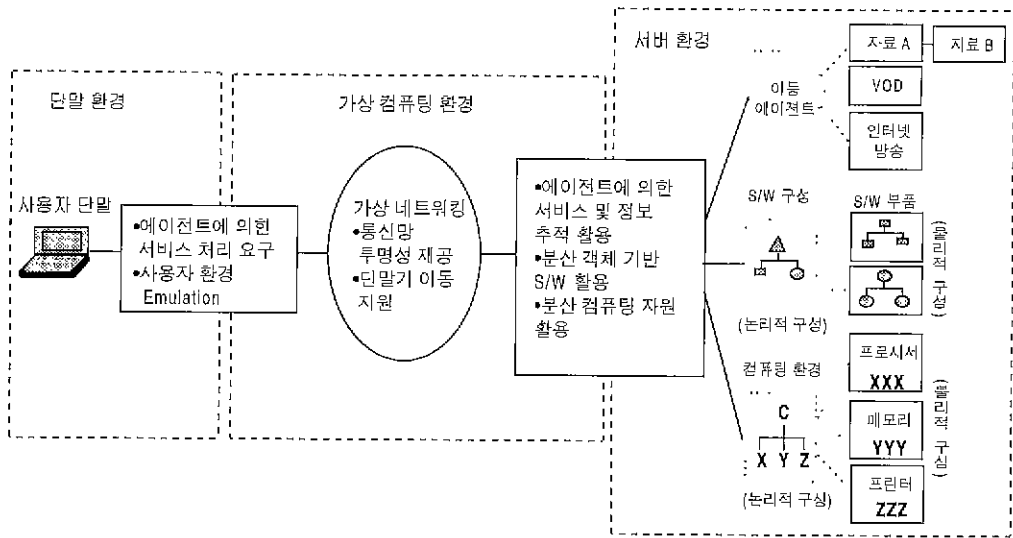 단말 환경
사용자 단말
•에이전트에 의한
서비스 처리 요구
•사용자 환경
Emulation
가상 컴퓨팅 환경
가상 네트워킹
•통신망
투명성 제공
•단말기 이동
지원
•에이전트에 의한
서비스 및 정보
추적 활용
•분산 객체 기반
S/W 활용
•분산 컴퓨팅 자원
활용
서버 환경
이동
에이전트
자료 A
자료 B
VOD
인터넷
방송
S/W 구성
(논리적 구성)
S/W 부품
(물리적 구성)
컴퓨팅 환경
C
X Y Z
(논리적 구성)
프로시서
XXX
메모리
YYY
프린터
ZZZ
(물리적 구성)